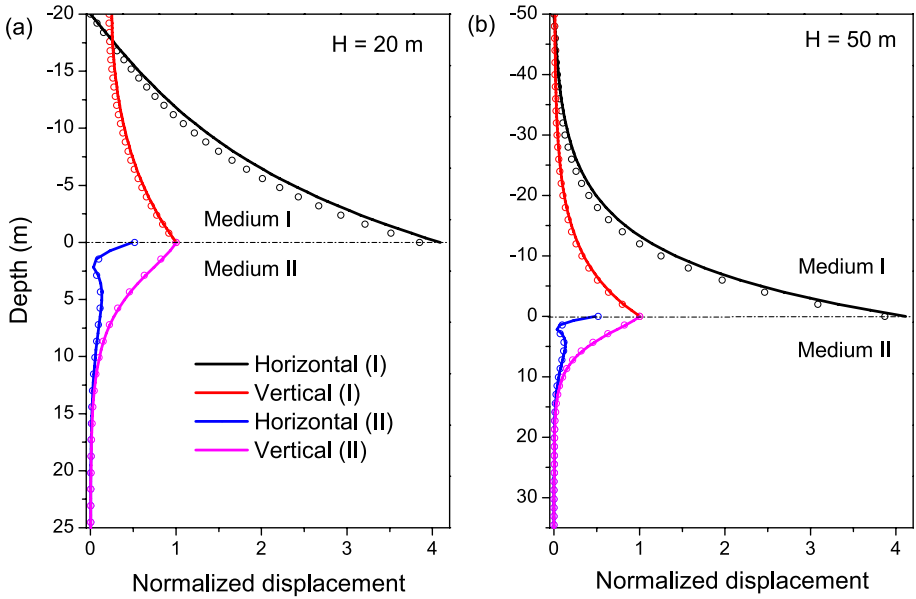 (a)
H = 20 m
-20
-15
-10
-5
0
5
10
15
20
25
Depth (m)
Medium I
Medium II
Horizontal (I)
Vertical (I)
Horizontal (II)
Vertical (II)
0 1 2 3 4
Normalized displacement
(b)
H = 50 m
-50
-40
-30
-20
-10
0
10
20
30
Medium I
Medium II
0 1 2 3 4
Normalized displacement